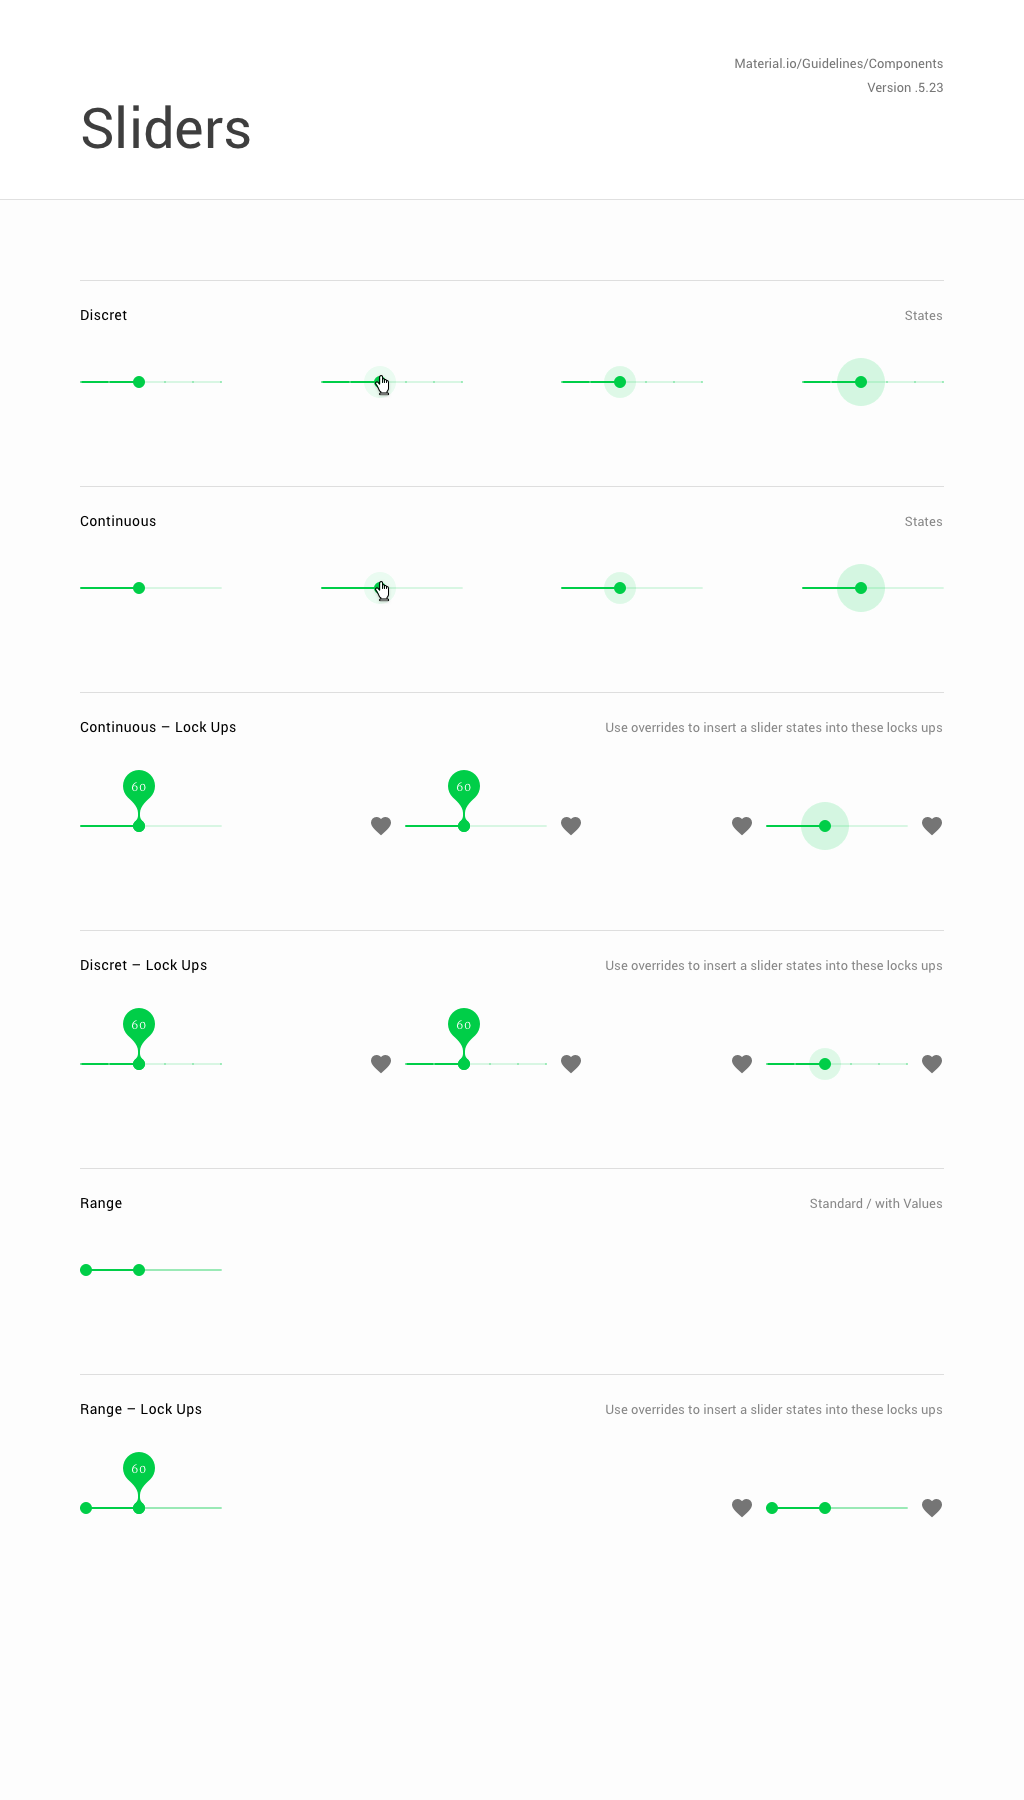 Material.io/Guidelines/Components
Version .5.23
Sliders
Discret
States
Continuous
States
Continuous – Lock Ups
Use overrides to insert a slider states into these locks ups
60
60
Discret – Lock Ups
Use overrides to insert a slider states into these locks ups
60
60
Range
Standard / with Values
Range – Lock Ups
Use overrides to insert a slider states into these locks ups
60